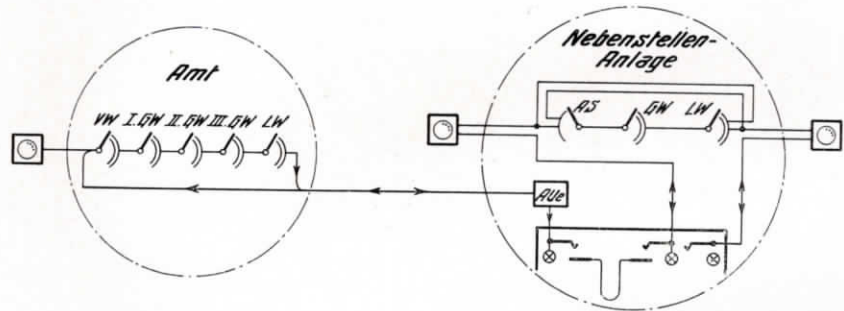 Amt
VW I.GW II.GW III.GW LW
Nebenstellen-
Anlage
AS GW LW
AÜe